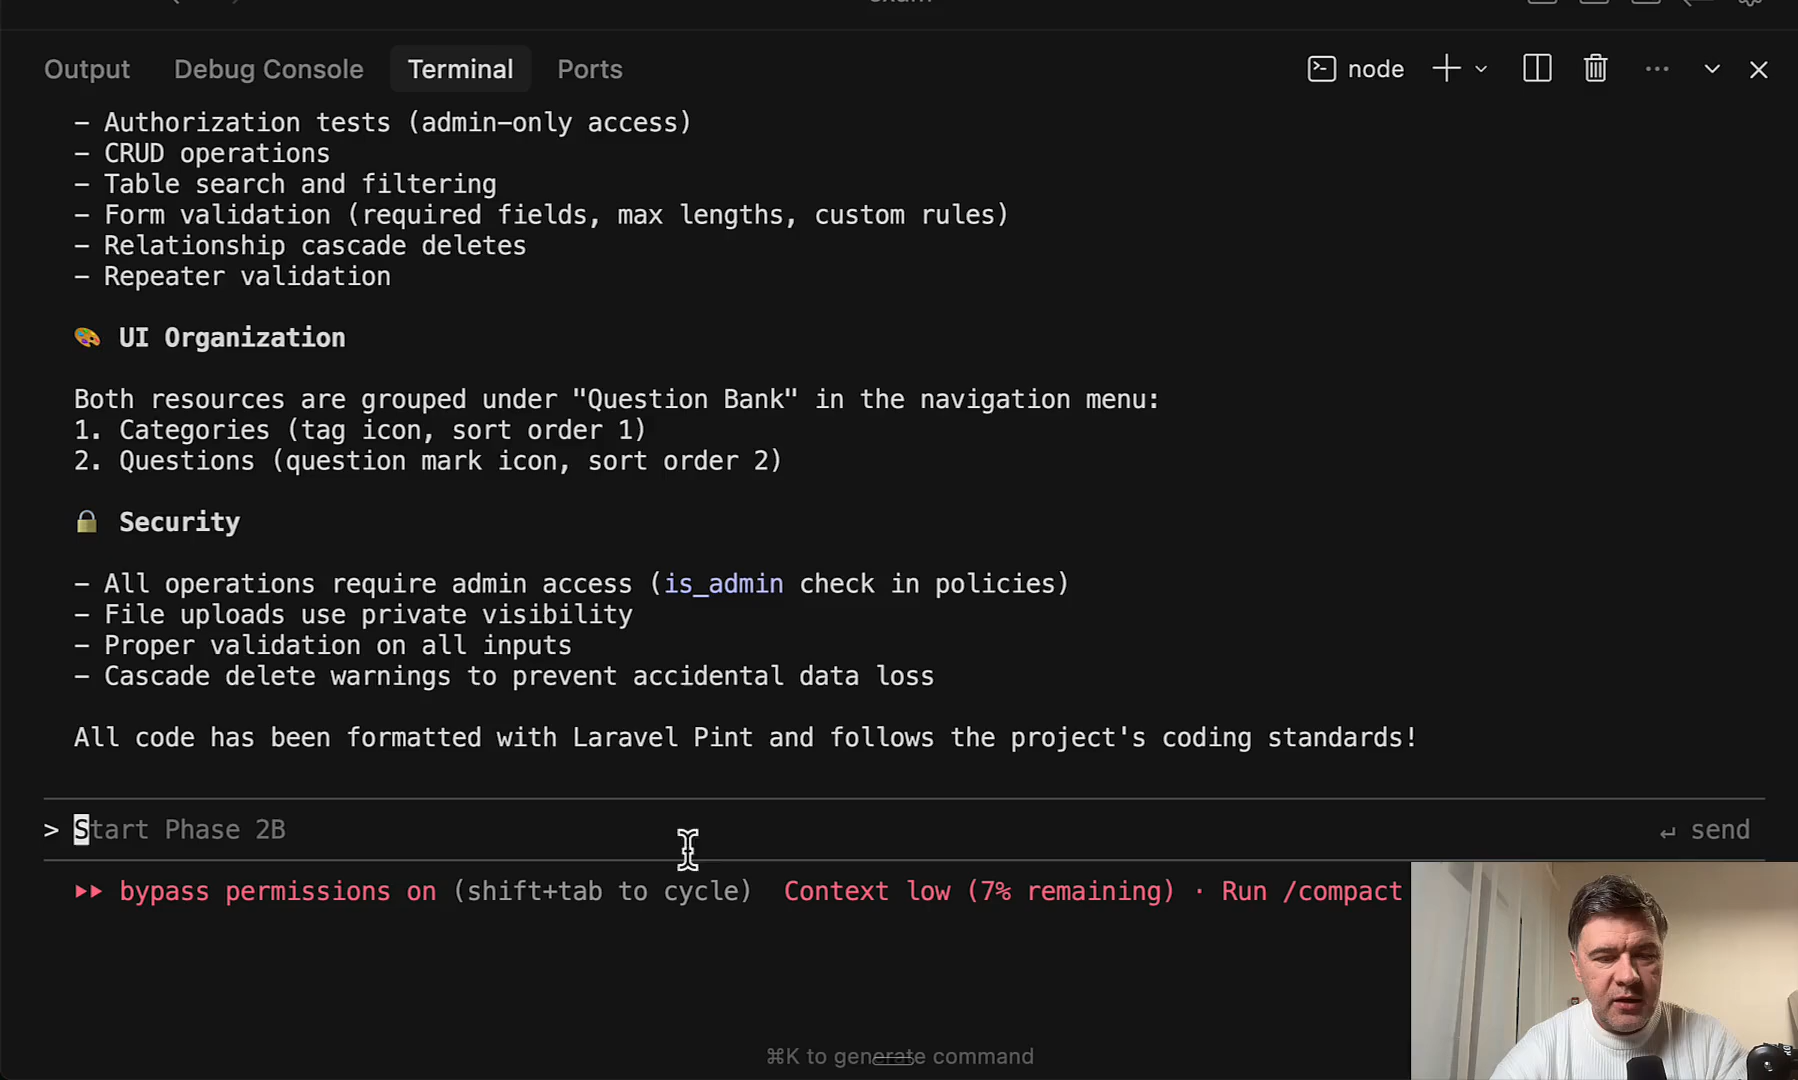 Output Debug Console Terminal Ports node
- Authorization tests (admin-only access)
- CRUD operations
- Table search and filtering
- Form validation (required fields, max lengths, custom rules)
- Relationship cascade deletes
- Repeater validation
🎨 UI Organization
Both resources are grouped under "Question Bank" in the navigation menu:
1. Categories (tag icon, sort order 1)
2. Questions (question mark icon, sort order 2)
🔒 Security
- All operations require admin access (is_admin check in policies)
- File uploads use private visibility
- Proper validation on all inputs
- Cascade delete warnings to prevent accidental data loss
All code has been formatted with Laravel Pint and follows the project's coding standards!
> Start Phase 2B ↵ send
⏵⏵ bypass permissions on (shift+tab to cycle) Context low (7% remaining) · Run /compact
⌘K to generate command